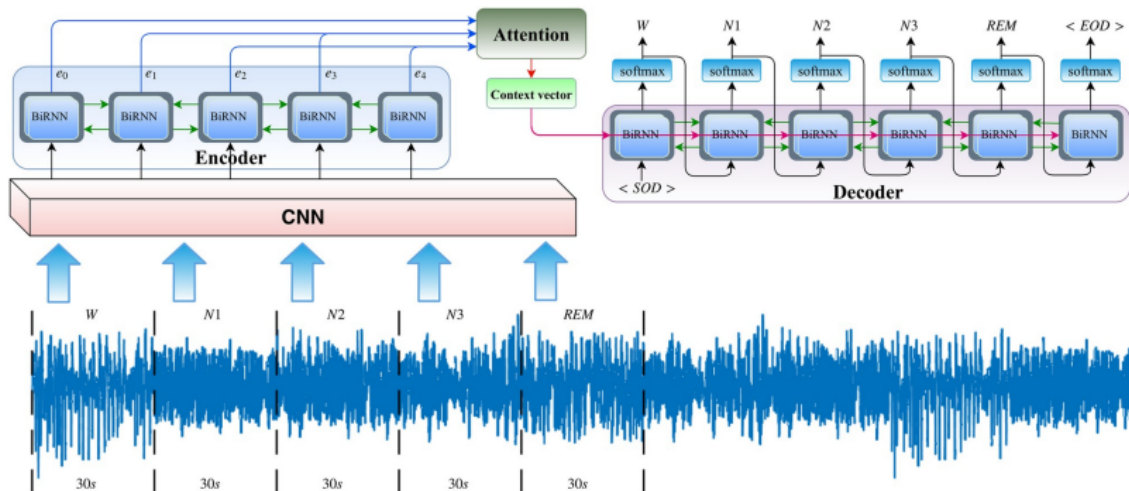 W N1 N2 N3 REM < EOD >
Attention
softmax softmax softmax softmax softmax softmax
e0 e1 e2 e3 e4
Context vector
BiRNN BiRNN BiRNN BiRNN BiRNN
BiRNN BiRNN BiRNN BiRNN BiRNN BiRNN
Encoder
< SOD >
Decoder
CNN
W N1 N2 N3 REM
30s 30s 30s 30s 30s